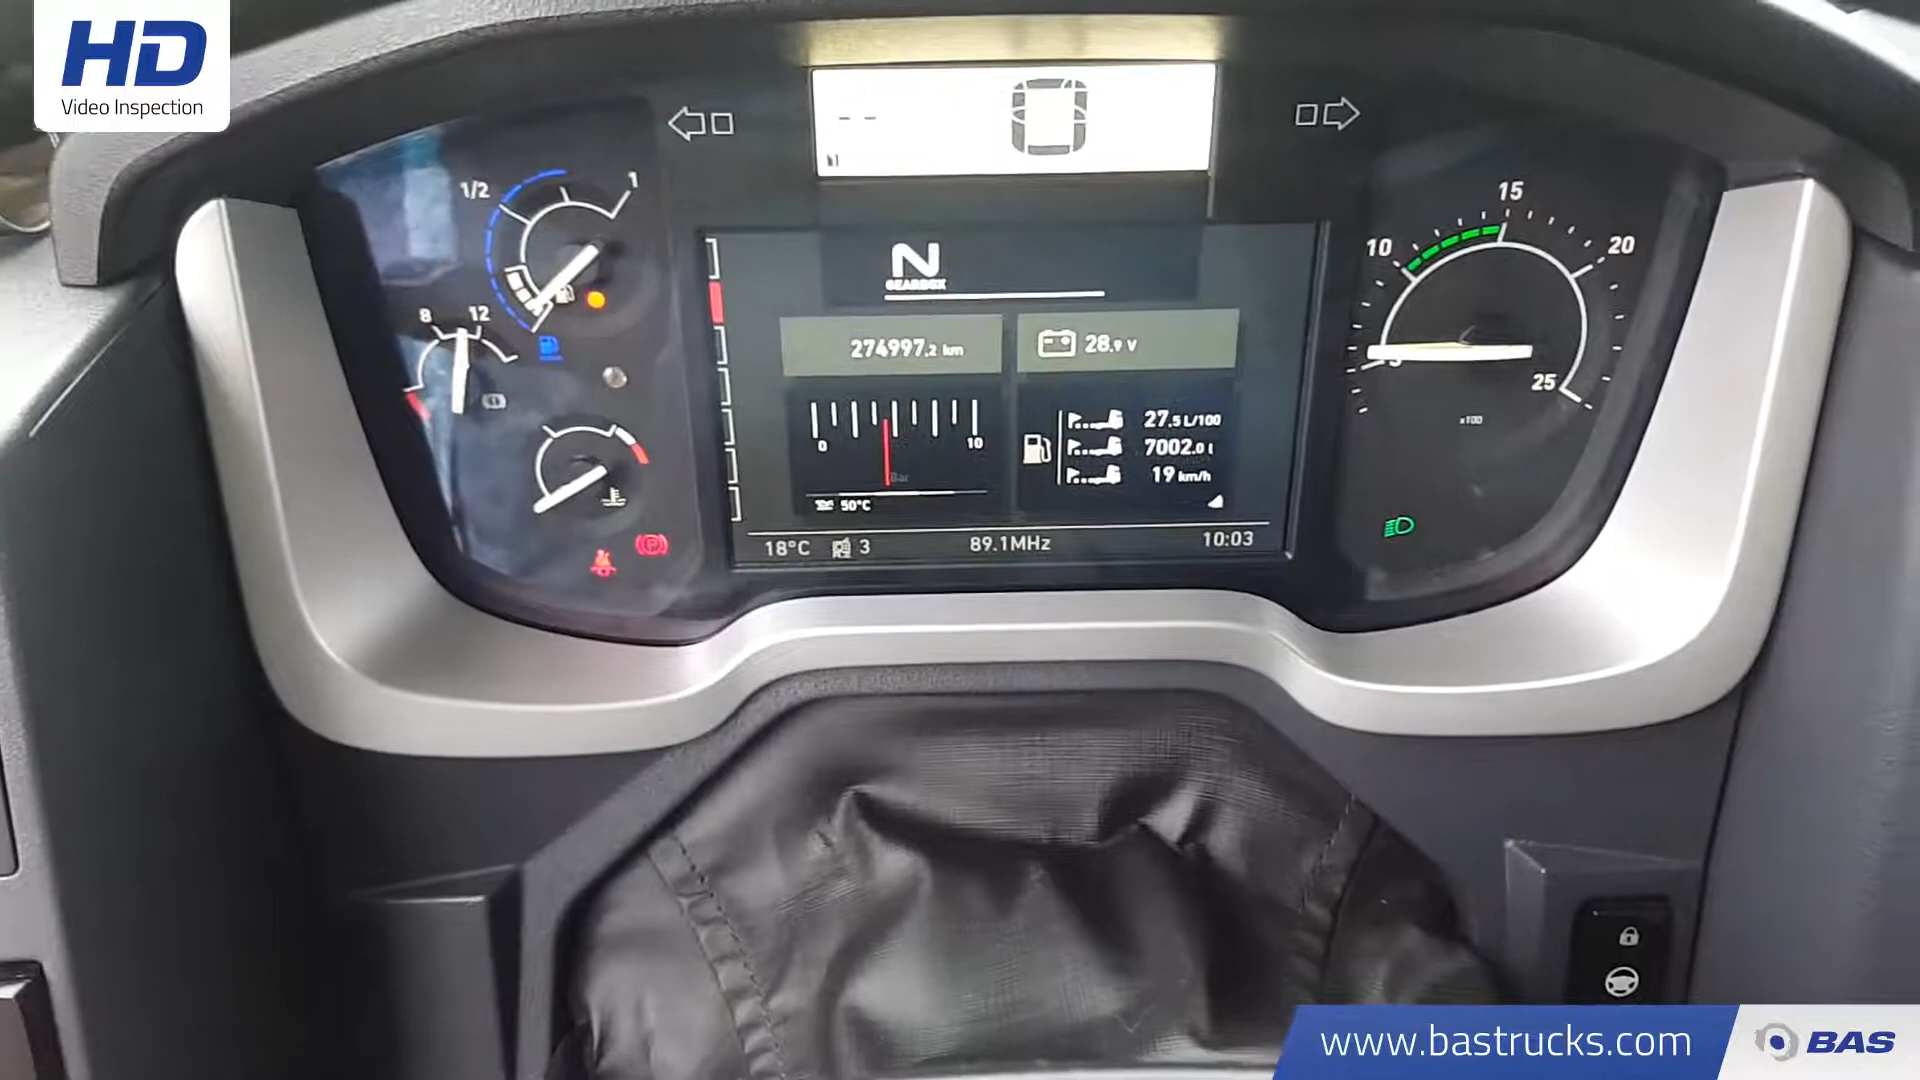 HD
Video Inspection
1/2
1
8
12
N
GEARBOX
274997.2 km
28.9 V
0
10
Bar
50°C
27.5 L/100
7002.0 l
19 km/h
18°C
3
89.1MHz
10:03
10
15
20
25
x100
www.bastrucks.com
BAS